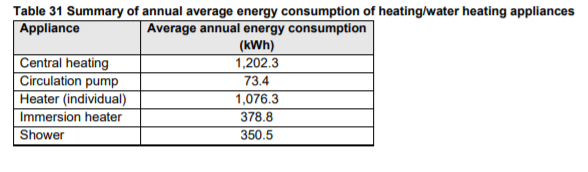 Table 31 Summary of annual average energy consumption of heating/water heating appliances
Appliance Average annual energy consumption
(kWh)
Central heating 1,202.3
Circulation pump 73.4
Heater (individual) 1,076.3
Immersion heater 378.8
Shower 350.5